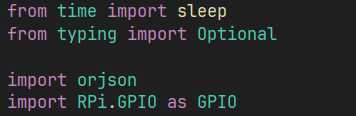 from time import sleep
from typing import Optional

import orjson
import RPi.GPIO as GPIO